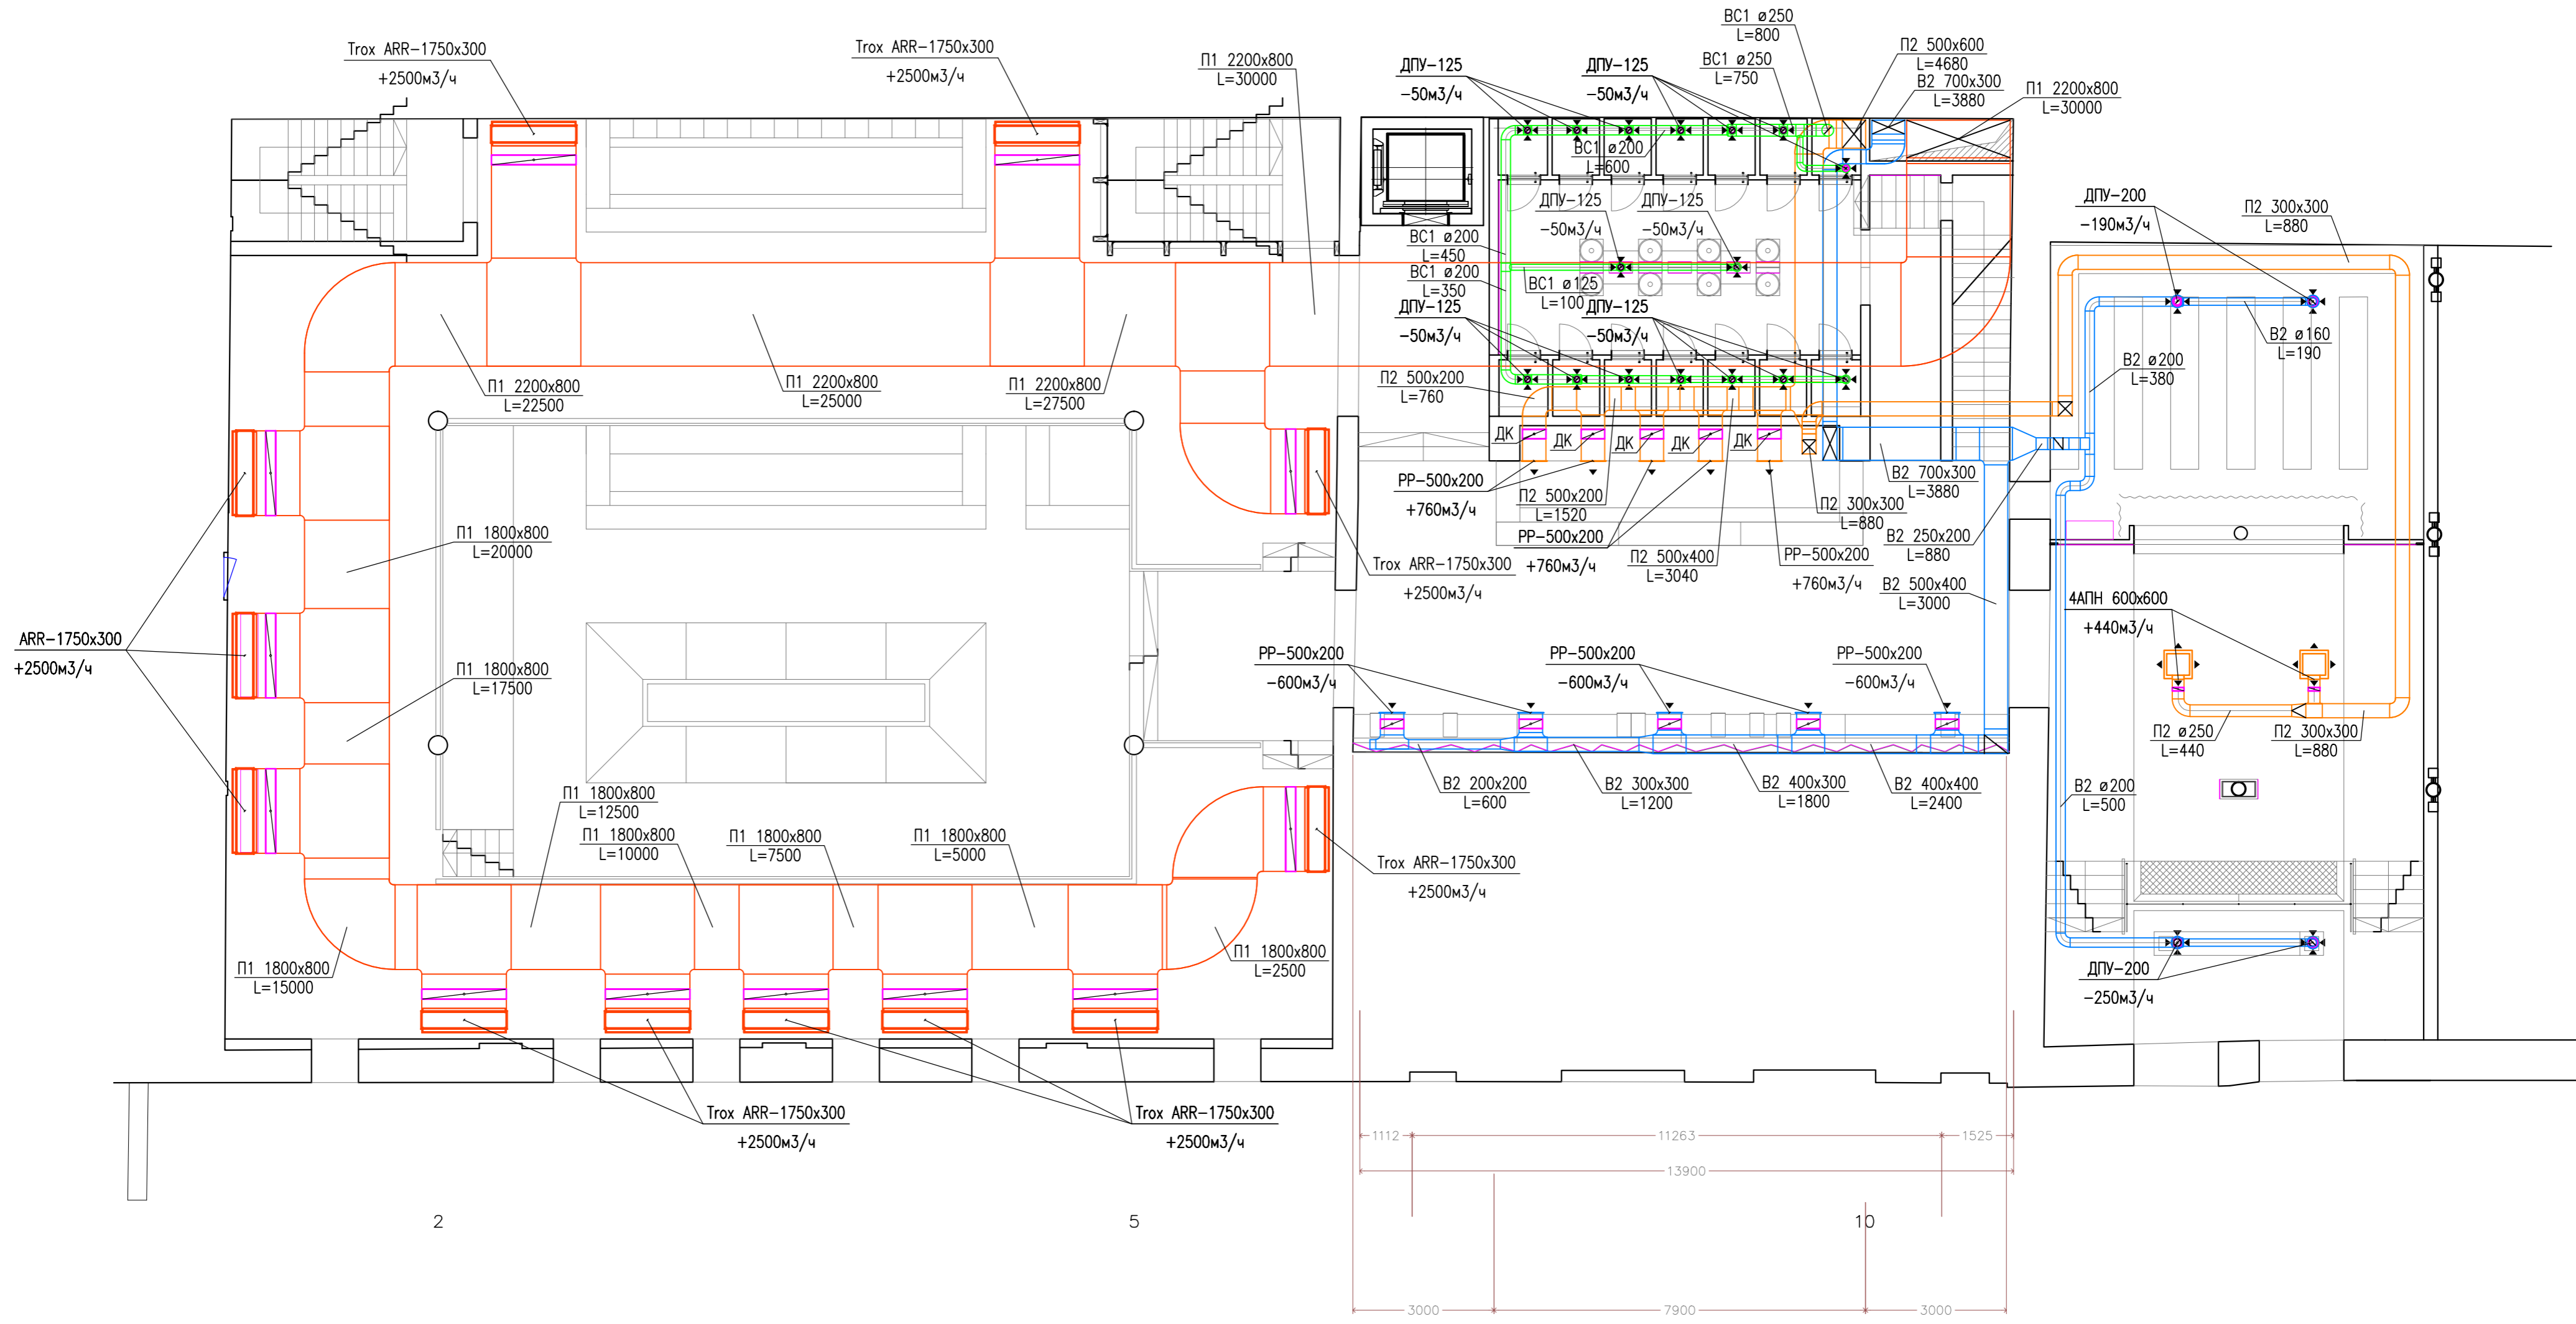 Trox ARR-1750x300
+2500м3/ч
Trox ARR-1750x300
+2500м3/ч
П1 2200x800
L=30000
ДПУ-125
-50м3/ч
ДПУ-125
-50м3/ч
ВС1 ø250
L=800
ВС1 ø250
L=750
П2 500x600
L=4680
В2 700x300
L=3880
П1 2200x800
L=30000
ВС1 ø200
L=600
ДПУ-125
-50м3/ч
ДПУ-125
-50м3/ч
ДПУ-200
-190м3/ч
П2 300x300
L=880
ВС1 ø200
L=450
ВС1 ø200
L=350
ВС1 ø125
L=100
ДПУ-125
-50м3/ч
ДПУ-125
-50м3/ч
В2 ø160
L=190
В2 ø200
L=380
П1 2200x800
L=22500
П1 2200x800
L=25000
П1 2200x800
L=27500
П2 500x200
L=760
ДК
ДК
ДК
ДК
ДК
РР-500x200
+760м3/ч
П2 500x200
L=1520
РР-500x200
+760м3/ч
П2 500x400
L=3040
П2 300x300
L=880
РР-500x200
+760м3/ч
В2 700x300
L=3880
В2 250x200
L=880
В2 500x400
L=3000
Trox ARR-1750x300
+2500м3/ч
П1 1800x800
L=20000
ARR-1750x300
+2500м3/ч
П1 1800x800
L=17500
4АПН 600x600
+440м3/ч
РР-500x200
-600м3/ч
РР-500x200
-600м3/ч
РР-500x200
-600м3/ч
П2 ø250
L=440
П2 300x300
L=880
В2 200x200
L=600
В2 300x300
L=1200
В2 400x300
L=1800
В2 400x400
L=2400
В2 ø200
L=500
П1 1800x800
L=12500
П1 1800x800
L=10000
П1 1800x800
L=7500
П1 1800x800
L=5000
Trox ARR-1750x300
+2500м3/ч
П1 1800x800
L=15000
П1 1800x800
L=2500
ДПУ-200
-250м3/ч
Trox ARR-1750x300
+2500м3/ч
Trox ARR-1750x300
+2500м3/ч
1112
11263
1525
13900
2
5
10
3000
7900
3000